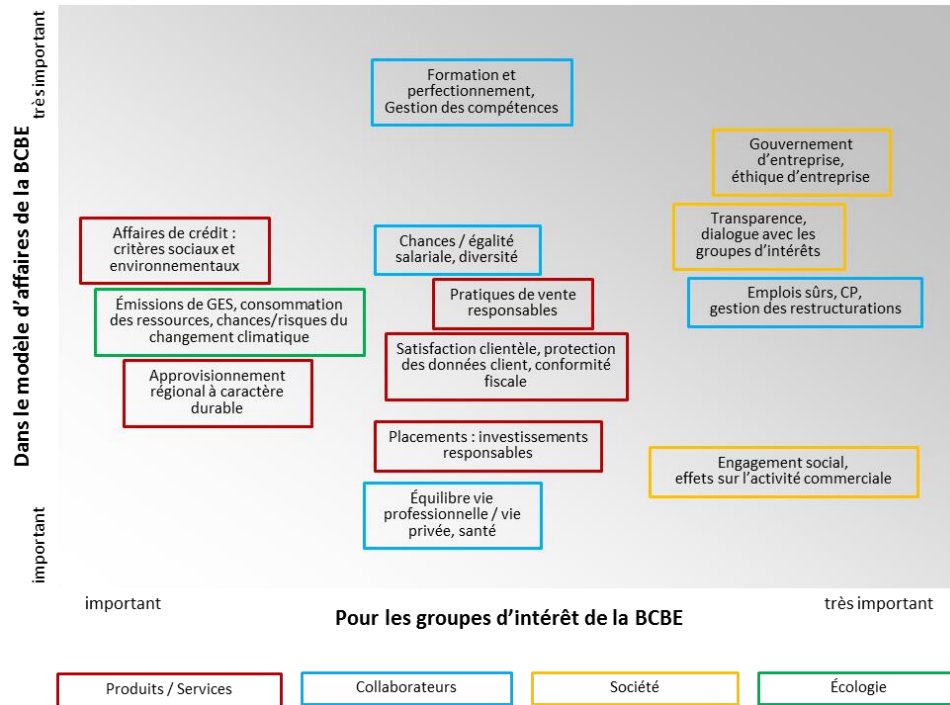 très important
Dans le modèle d'affaires de la BCBE
important
Formation et
perfectionnement,
Gestion des compétences
Gouvernement
d'entreprise,
éthique d'entreprise
Transparence,
dialogue avec les
groupes d'intérêts
Affaires de crédit :
critères sociaux et
environnementaux
Chances / égalité
salariale, diversité
Emplois sûrs, CP,
gestion des restructurations
Pratiques de vente
responsables
Émissions de GES, consommation
des ressources, chances/risques du
changement climatique
Satisfaction clientèle, protection
des données client, conformité
fiscale
Approvisionnement
régional à caractère
durable
Placements : investissements
responsables
Engagement social,
effets sur l'activité commerciale
Équilibre vie
professionnelle / vie
privée, santé
important
Pour les groupes d'intérêt de la BCBE
très important
Produits / Services
Collaborateurs
Société
Écologie